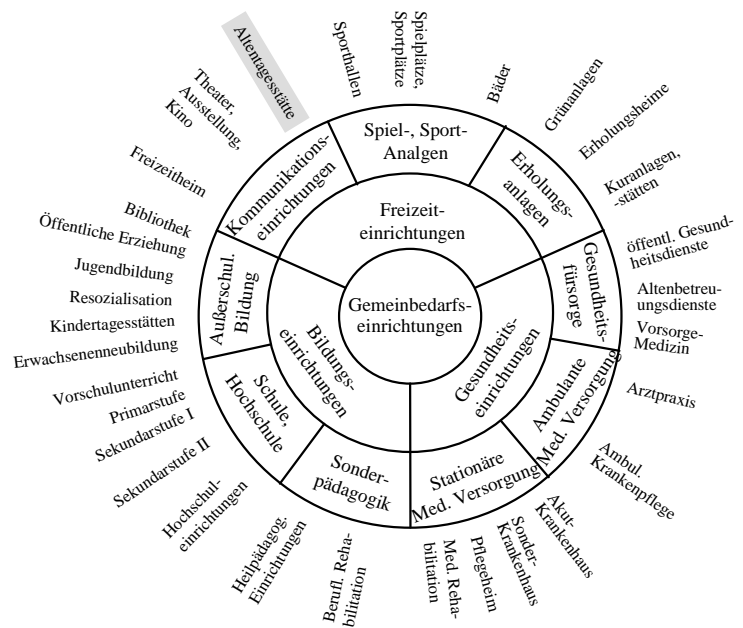 Gemeinbedarfs-
einrichtungen
Freizeit-
einrichtungen
Gesundheits-
einrichtungen
Bildungs-
einrichtungen
Kommunikations-
einrichtungen
Spiel-, Sport-
Analgen
Erholungs-
anlagen
Gesundheits-
fürsorge
Ambulante
Med. Versorgung
Stationäre
Med. Versorgung
Sonder-
pädagogik
Schule,
Hochschule
Außerschul.
Bildung
Freizeitheim
Theater,
Ausstellung,
Kino
Altentagesstätte
Sporthallen
Spielplätze,
Sportplätze
Bäder
Grünanlagen
Erholungsheime
Kuranlagen,
-stätten
öffentl. Gesund-
heitsdienste
Altenbetreu-
ungsdienste
Vorsorge-
Medizin
Arztpraxis
Ambul.
Krankenpflege
Akut-
Krankenhaus
Sonder-
Krankenhaus
Pflegeheim
Med. Reha-
bilitation
Berufl. Reha-
bilitation
Heilpädagog.
Einrichtungen
Hochschul-
einrichtungen
Sekundarstufe II
Sekundarstufe I
Primarstufe
Vorschulunterricht
Erwachsenenneubildung
Kindertagesstätten
Resozialisation
Jugendbildung
Öffentliche Erziehung
Bibliothek